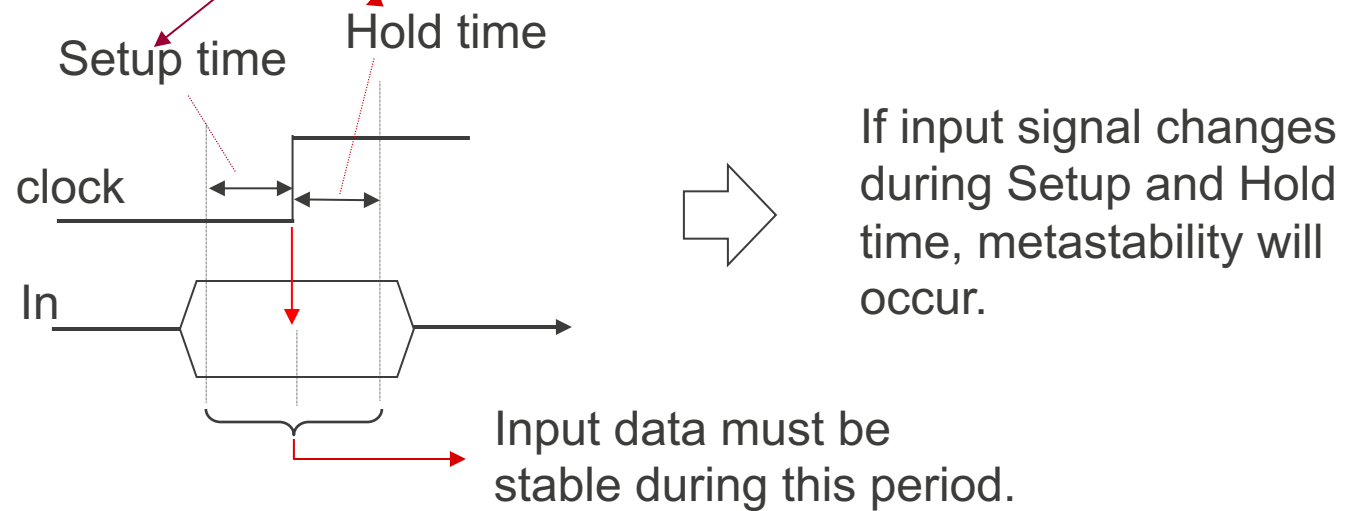 Setup time
Hold time
clock
In
If input signal changes
during Setup and Hold
time, metastability will
occur.
Input data must be
stable during this period.